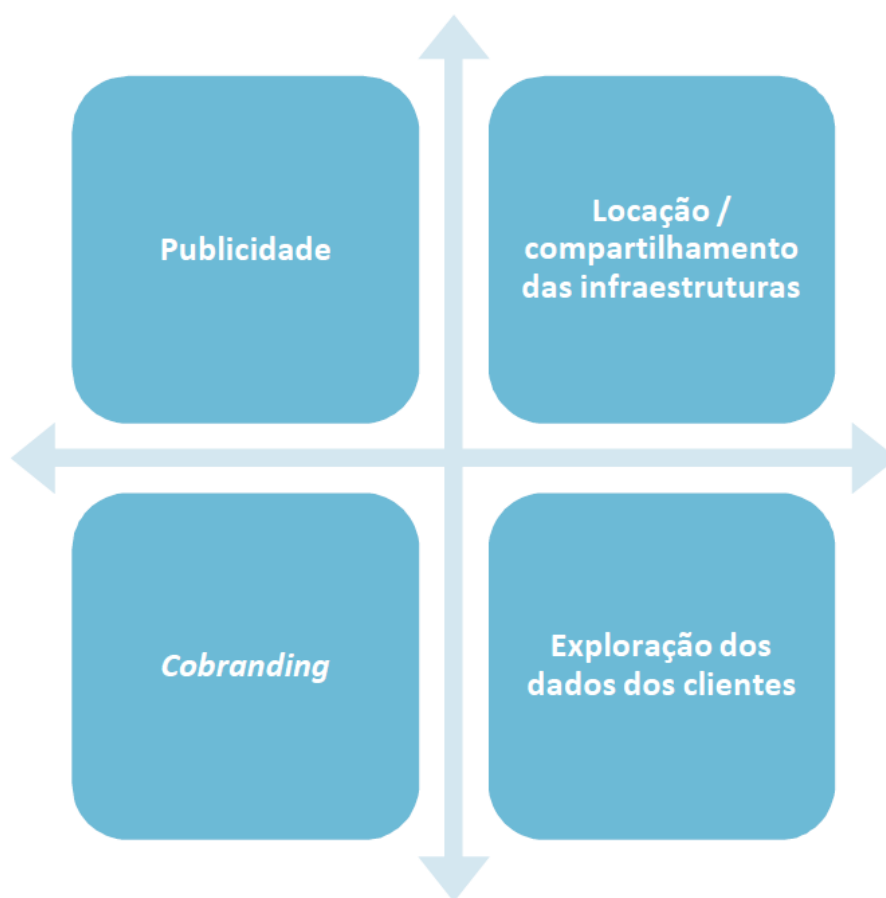 Publicidade
Locação /
compartilhamento
das infraestruturas
Cobranding
Exploração dos
dados dos clientes